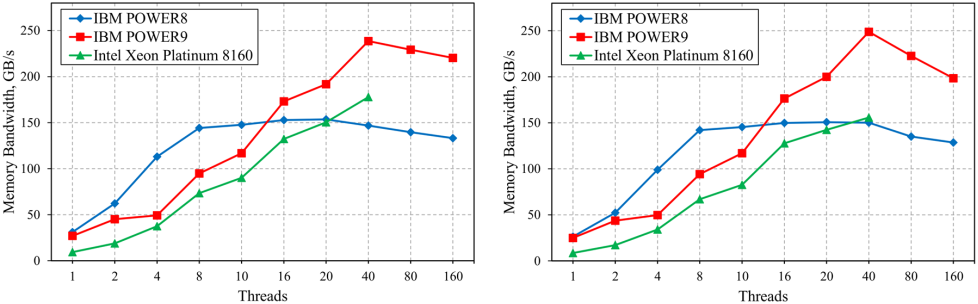 IBM POWER8
IBM POWER9
Intel Xeon Platinum 8160
Memory Bandwidth, GB/s
250
200
150
100
50
0
1 2 4 8 10 16 20 40 80 160
Threads
IBM POWER8
IBM POWER9
Intel Xeon Platinum 8160
Memory Bandwidth, GB/s
250
200
150
100
50
0
1 2 4 8 10 16 20 40 80 160
Threads